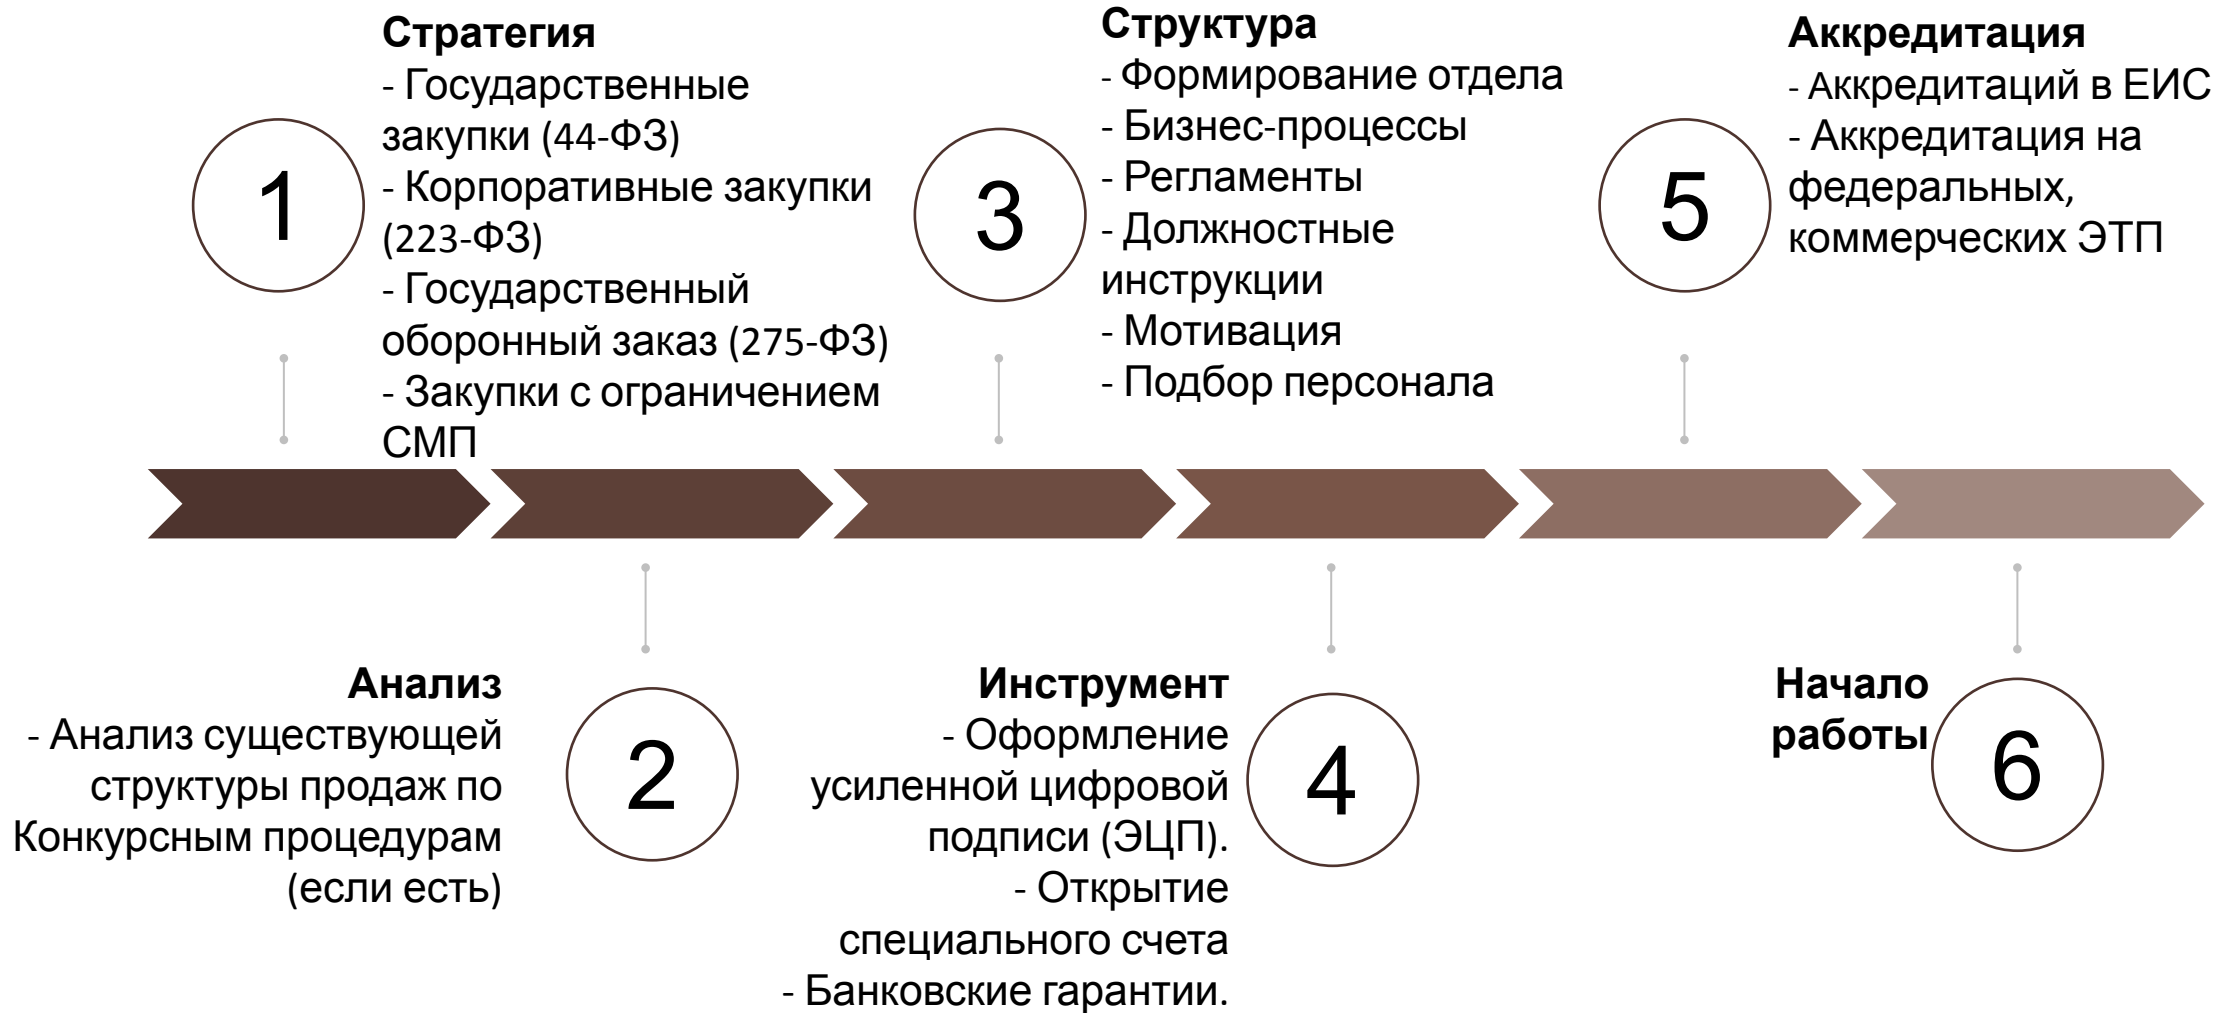 1
Стратегия
- Государственные
закупки (44-ФЗ)
- Корпоративные закупки
(223-ФЗ)
- Государственный
оборонный заказ (275-ФЗ)
- Закупки с ограничением
СМП
2
Анализ
- Анализ существующей
структуры продаж по
Конкурсным процедурам
(если есть)
3
Структура
- Формирование отдела
- Бизнес-процессы
- Регламенты
- Должностные
инструкции
- Мотивация
- Подбор персонала
4
Инструмент
- Оформление
усиленной цифровой
подписи (ЭЦП).
- Открытие
специального счета
- Банковские гарантии.
5
Аккредитация
- Аккредитаций в ЕИС
- Аккредитация на
федеральных,
коммерческих ЭТП
6
Начало
работы